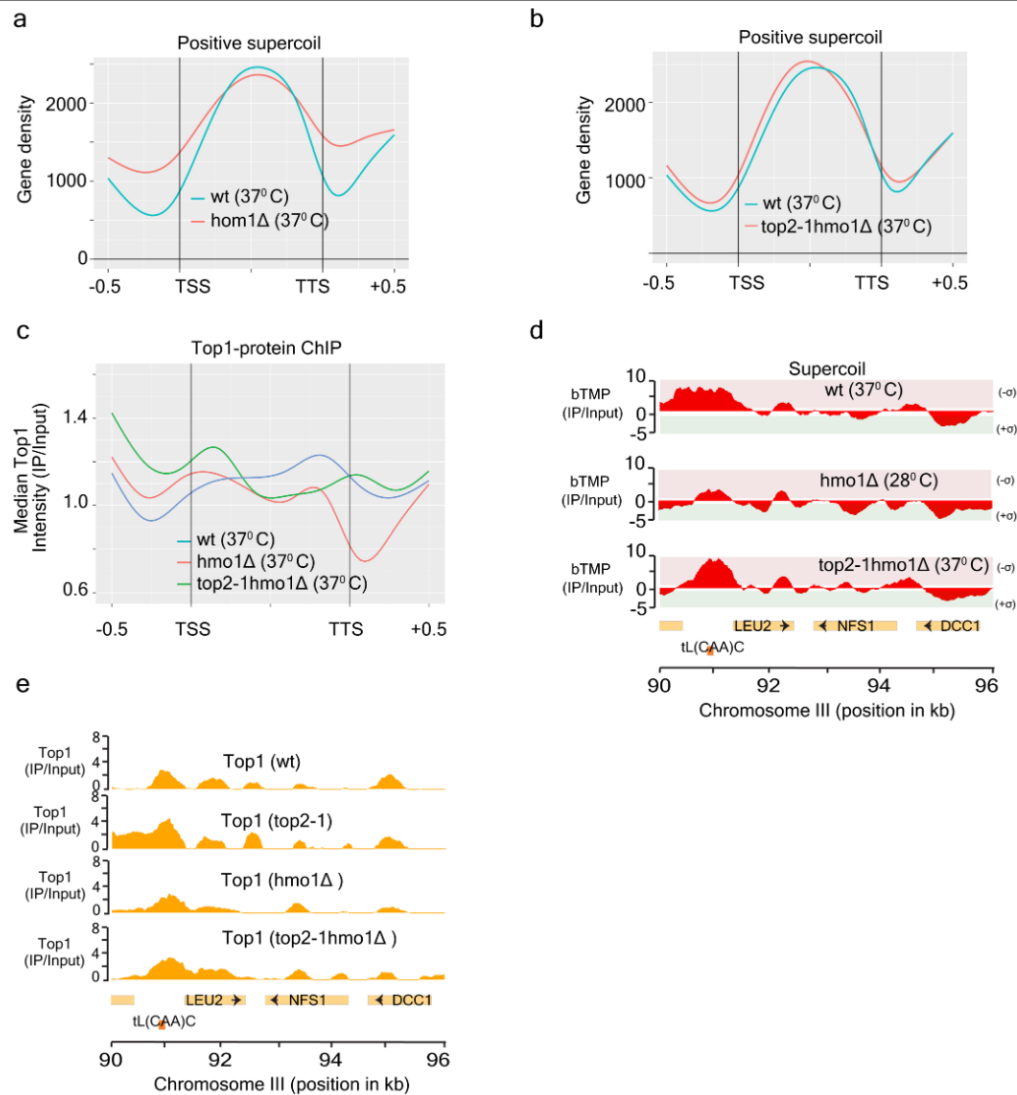 a
Positive supercoil
Gene density
2000
1000
0
wt (37⁰ C)
hom1Δ (37⁰ C)
-0.5 TSS TTS +0.5
b
Positive supercoil
Gene density
2000
1000
0
wt (37⁰ C)
top2-1hmo1Δ (37⁰ C)
-0.5 TSS TTS +0.5
c
Top1-protein ChIP
Median Top1
Intensity (IP/Input)
1.4
1.0
0.6
wt (37⁰ C)
hmo1Δ (37⁰ C)
top2-1hmo1Δ (37⁰ C)
-0.5 TSS TTS +0.5
d
Supercoil
bTMP
(IP/Input)
10
0
-5
wt (37⁰ C)
(-σ)
(+σ)
bTMP
(IP/Input)
10
0
-5
hmo1Δ (28⁰ C)
(-σ)
(+σ)
bTMP
(IP/Input)
10
0
-5
top2-1hmo1Δ (37⁰ C)
(-σ)
(+σ)
LEU2 NFS1 DCC1
tL(CAA)C
90 92 94 96
Chromosome III (position in kb)
e
Top1
(IP/Input)
8
4
0
Top1 (wt)
Top1
(IP/Input)
8
4
0
Top1 (top2-1)
Top1
(IP/Input)
8
4
0
Top1 (hmo1Δ )
Top1
(IP/Input)
8
4
0
Top1 (top2-1hmo1Δ )
LEU2 NFS1 DCC1
tL(CAA)C
90 92 94 96
Chromosome III (position in kb)